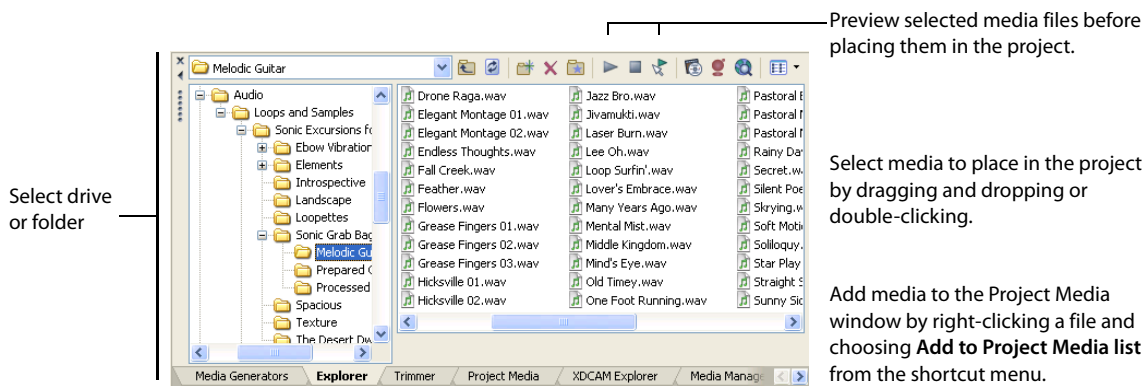 Preview selected media files before
placing them in the project.
Melodic Guitar
Audio
Loops and Samples
Sonic Excursions fo
Ebow Vibration
Elements
Introspective
Landscape
Loopettes
Sonic Grab Bag
Melodic Gu
Prepared G
Processed
Spacious
Texture
The Desert Dw
Drone Raga.wav
Elegant Montage 01.wav
Elegant Montage 02.wav
Endless Thoughts.wav
Fall Creek.wav
Feather.wav
Flowers.wav
Grease Fingers 01.wav
Grease Fingers 02.wav
Grease Fingers 03.wav
Hicksville 01.wav
Hicksville 02.wav
Jazz Bro.wav
Jivamukti.wav
Laser Burn.wav
Lee Oh.wav
Loop Surfin'.wav
Lover's Embrace.wav
Many Years Ago.wav
Mental Mist.wav
Middle Kingdom.wav
Mind's Eye.wav
Old Timey.wav
One Foot Running.wav
Pastoral
Pastoral
Pastoral
Rainy Da
Secret.w
Silent Poe
Skrying.w
Soft Moti
Soliloquy.
Star Play
Straight S
Sunny Sid
Media Generators
Explorer
Trimmer
Project Media
XDCAM Explorer
Media Manage
Select drive
or folder
Select media to place in the project
by dragging and dropping or
double-clicking.
Add media to the Project Media
window by right-clicking a file and
choosing Add to Project Media list
from the shortcut menu.